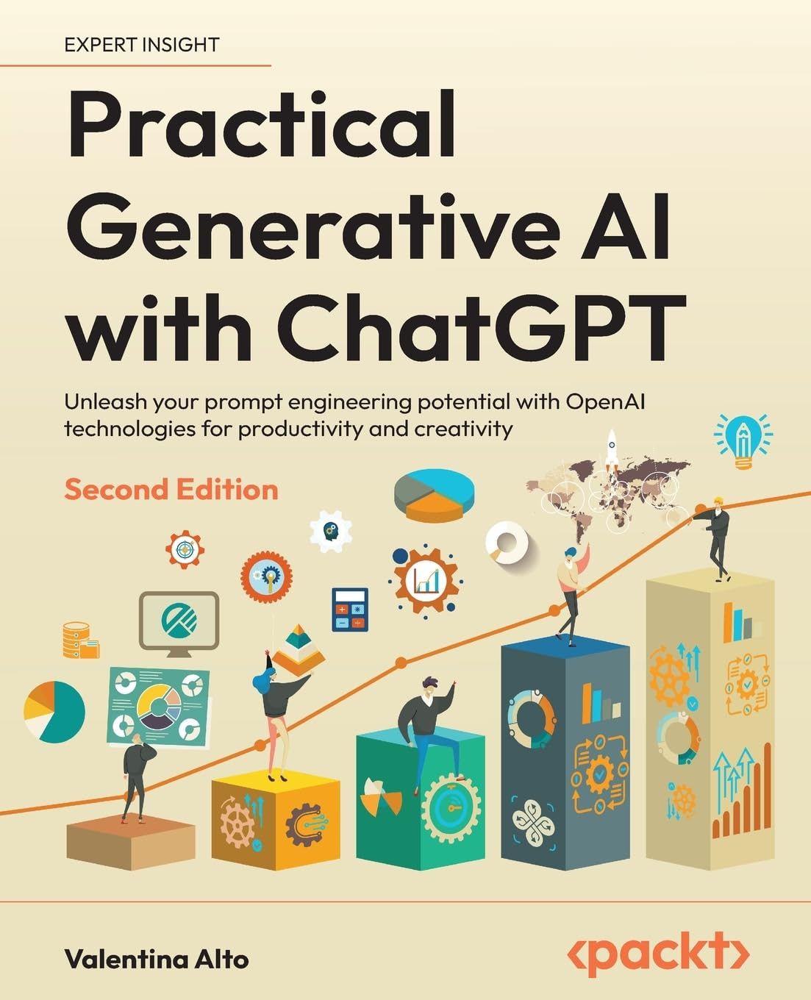 EXPERT INSIGHT
Practical
Generative AI
with ChatGPT
Unleash your prompt engineering potential with OpenAI
technologies for productivity and creativity
Second Edition
Valentina Alto
<packt>